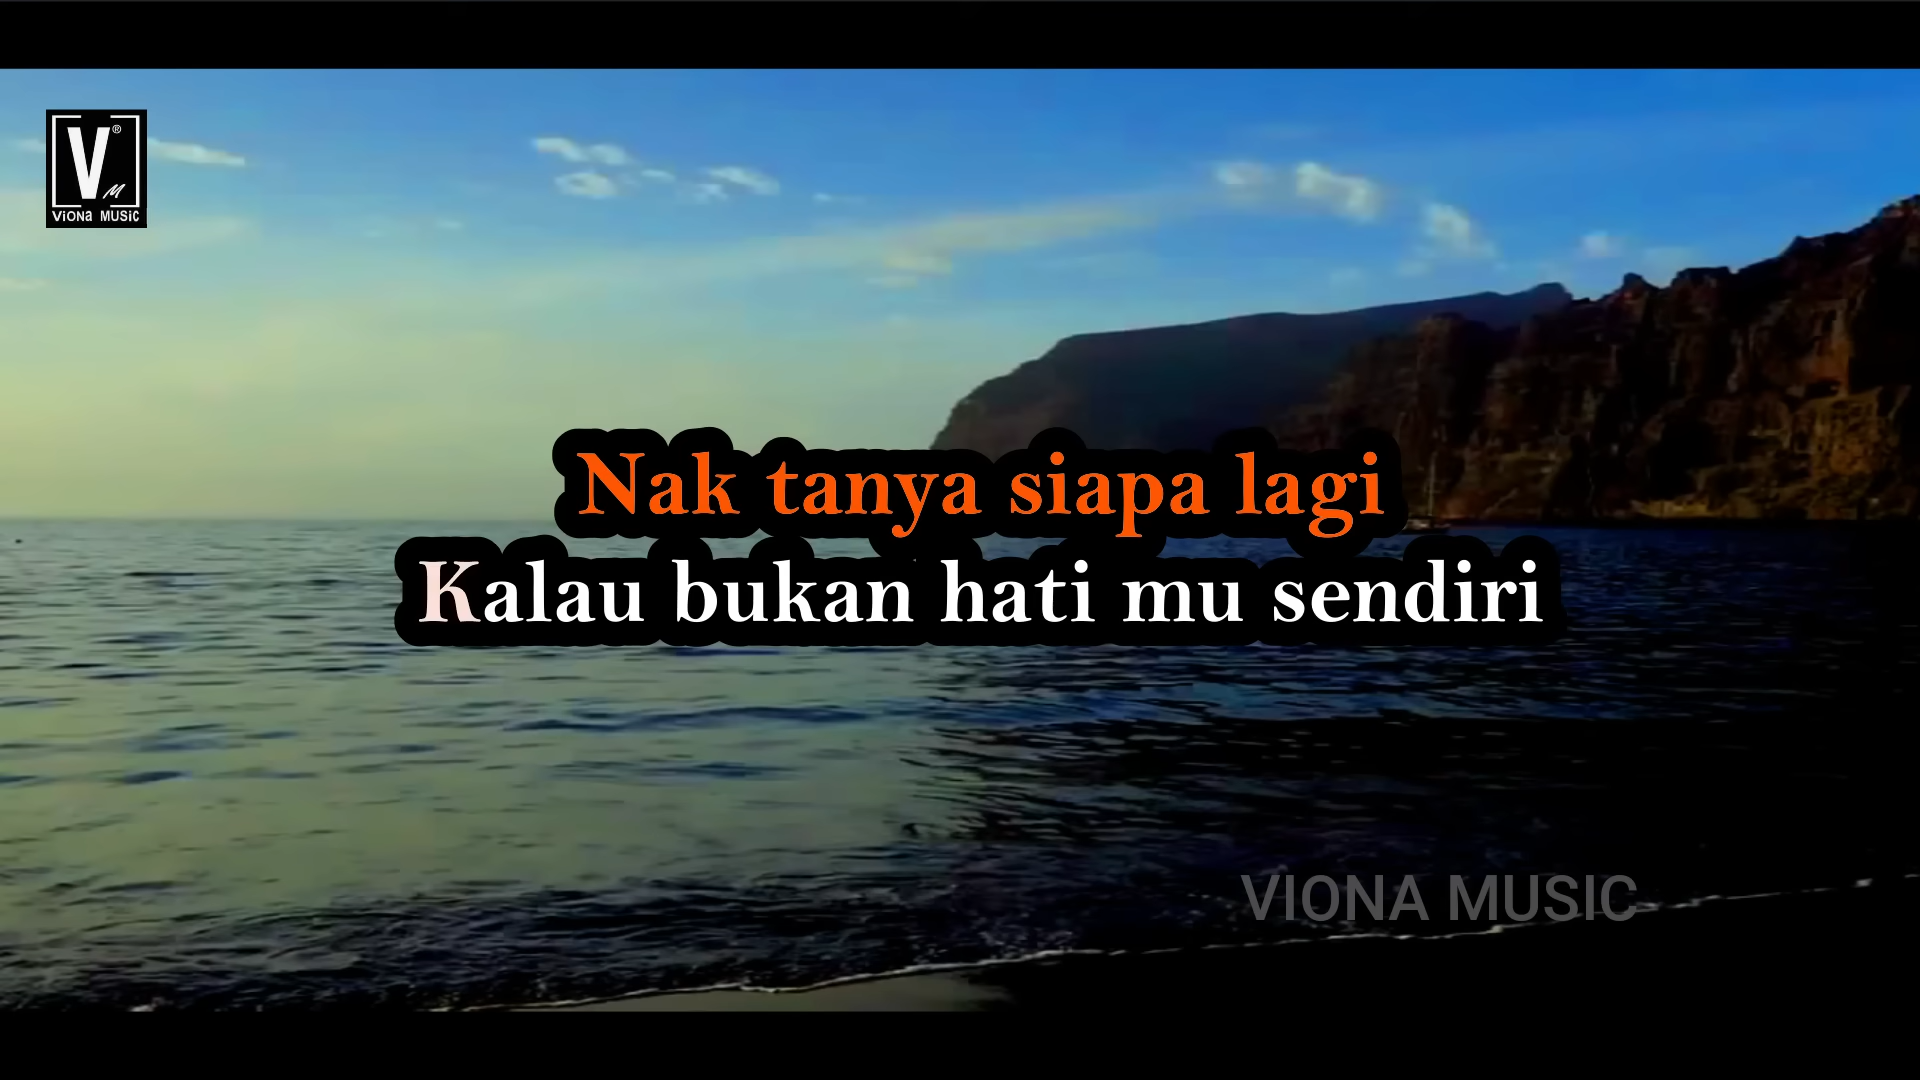 V®
M
ViONa MUSiC
Nak tanya siapa lagi
Kalau bukan hati mu sendiri
VIONA MUSIC